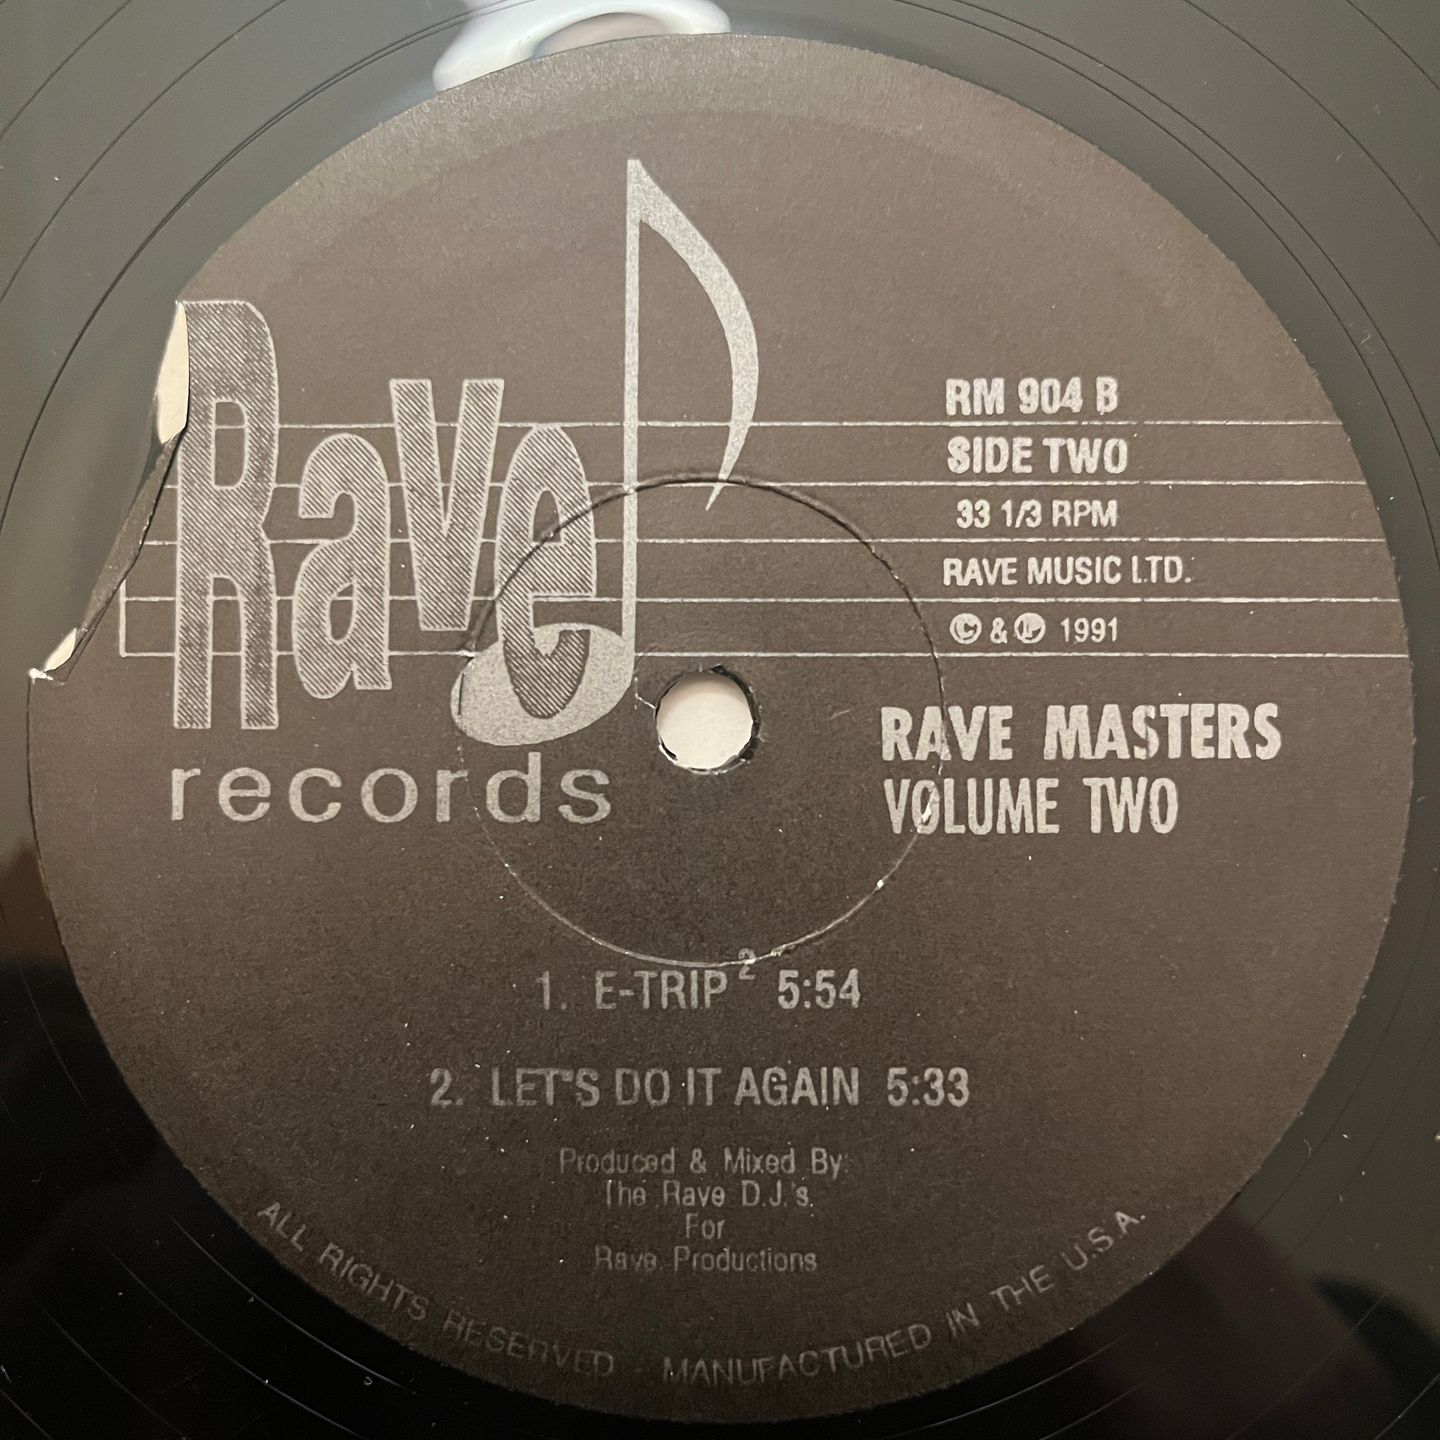 Rave
records
RM 904 B
SIDE TWO
33 1/3 RPM
RAVE MUSIC LTD.
© & ℗ 1991
RAVE MASTERS
VOLUME TWO
1. E-TRIP² 5:54
2. LET'S DO IT AGAIN 5:33
Produced & Mixed By:
The Rave D.J.'s.
For
Rave Productions
ALL RIGHTS RESERVED · MANUFACTURED IN THE U.S.A.